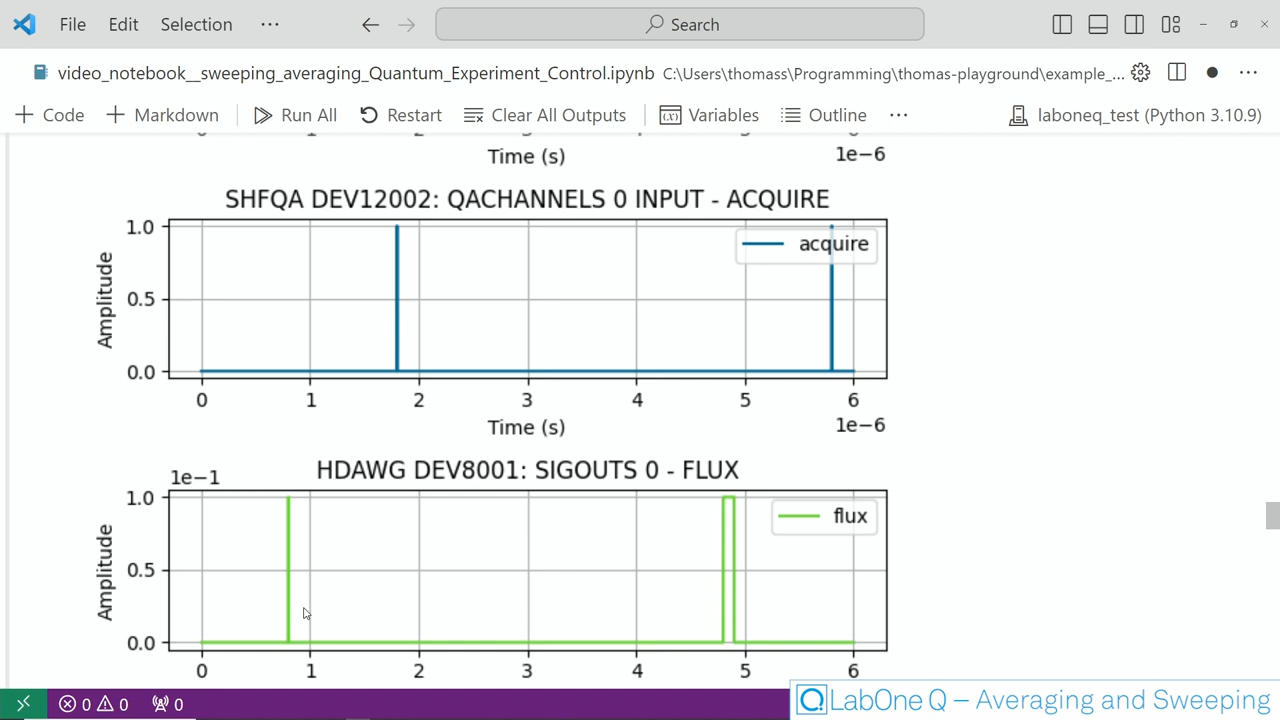 File Edit Selection ··· Search
video_notebook__sweeping_averaging_Quantum_Experiment_Control.ipynb C:\Users\thomass\Programming\thomas-playground\example_...
Code Markdown Run All Restart Clear All Outputs Variables Outline ··· laboneq_test (Python 3.10.9)
Time (s) 1e−6
SHFQA DEV12002: QACHANNELS 0 INPUT - ACQUIRE
1.0
acquire
Amplitude
0.5
0.0
0 1 2 3 4 5 6
Time (s) 1e−6
HDAWG DEV8001: SIGOUTS 0 - FLUX
1e−1
1.0
flux
Amplitude
0.5
0.0
0 1 2 3 4 5 6
0 0 0
LabOne Q – Averaging and Sweeping